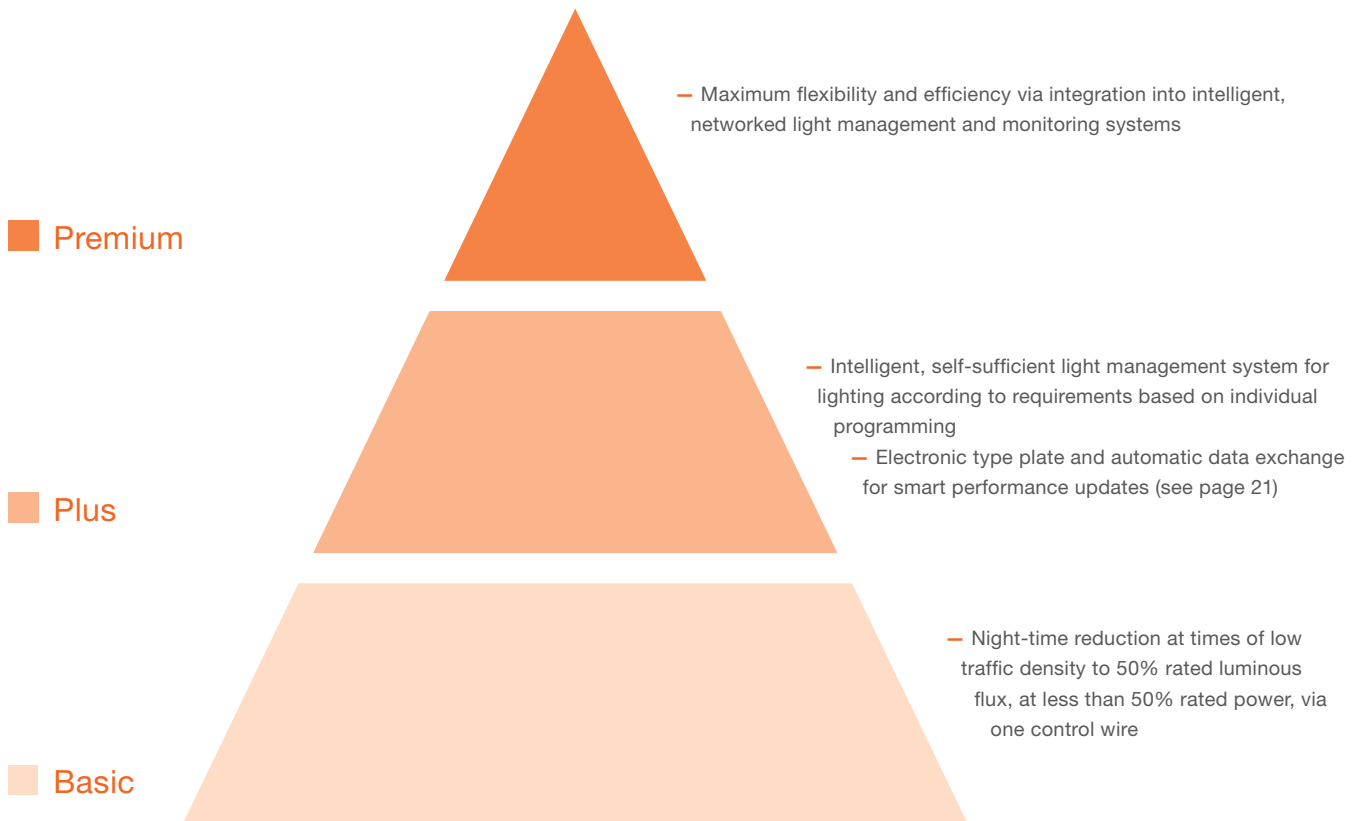 — Maximum flexibility and efficiency via integration into intelligent,
networked light management and monitoring systems
Premium
— Intelligent, self-sufficient light management system for
lighting according to requirements based on individual
programming
— Electronic type plate and automatic data exchange
for smart performance updates (see page 21)
Plus
— Night-time reduction at times of low
traffic density to 50% rated luminous
flux, at less than 50% rated power, via
one control wire
Basic